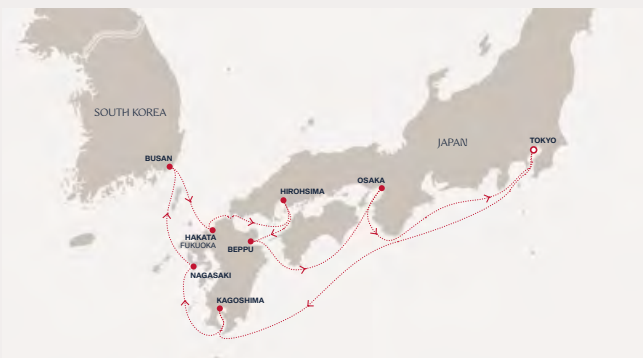 SOUTH KOREA
JAPAN
TOKYO
BUSAN
OSAKA
HIROHSIMA
HAKATA
FUKUOKA
BEPPU
NAGASAKI
KAGOSHIMA